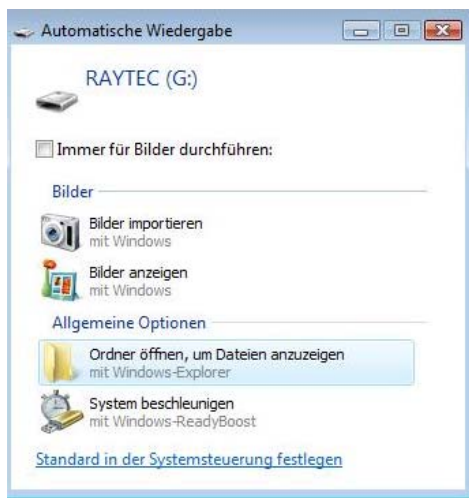 Automatische Wiedergabe
RAYTEC (G:)
Immer für Bilder durchführen:
Bilder
Bilder importieren
mit Windows
Bilder anzeigen
mit Windows
Allgemeine Optionen
Ordner öffnen, um Dateien anzuzeigen
mit Windows-Explorer
System beschleunigen
mit Windows-ReadyBoost
Standard in der Systemsteuerung festlegen